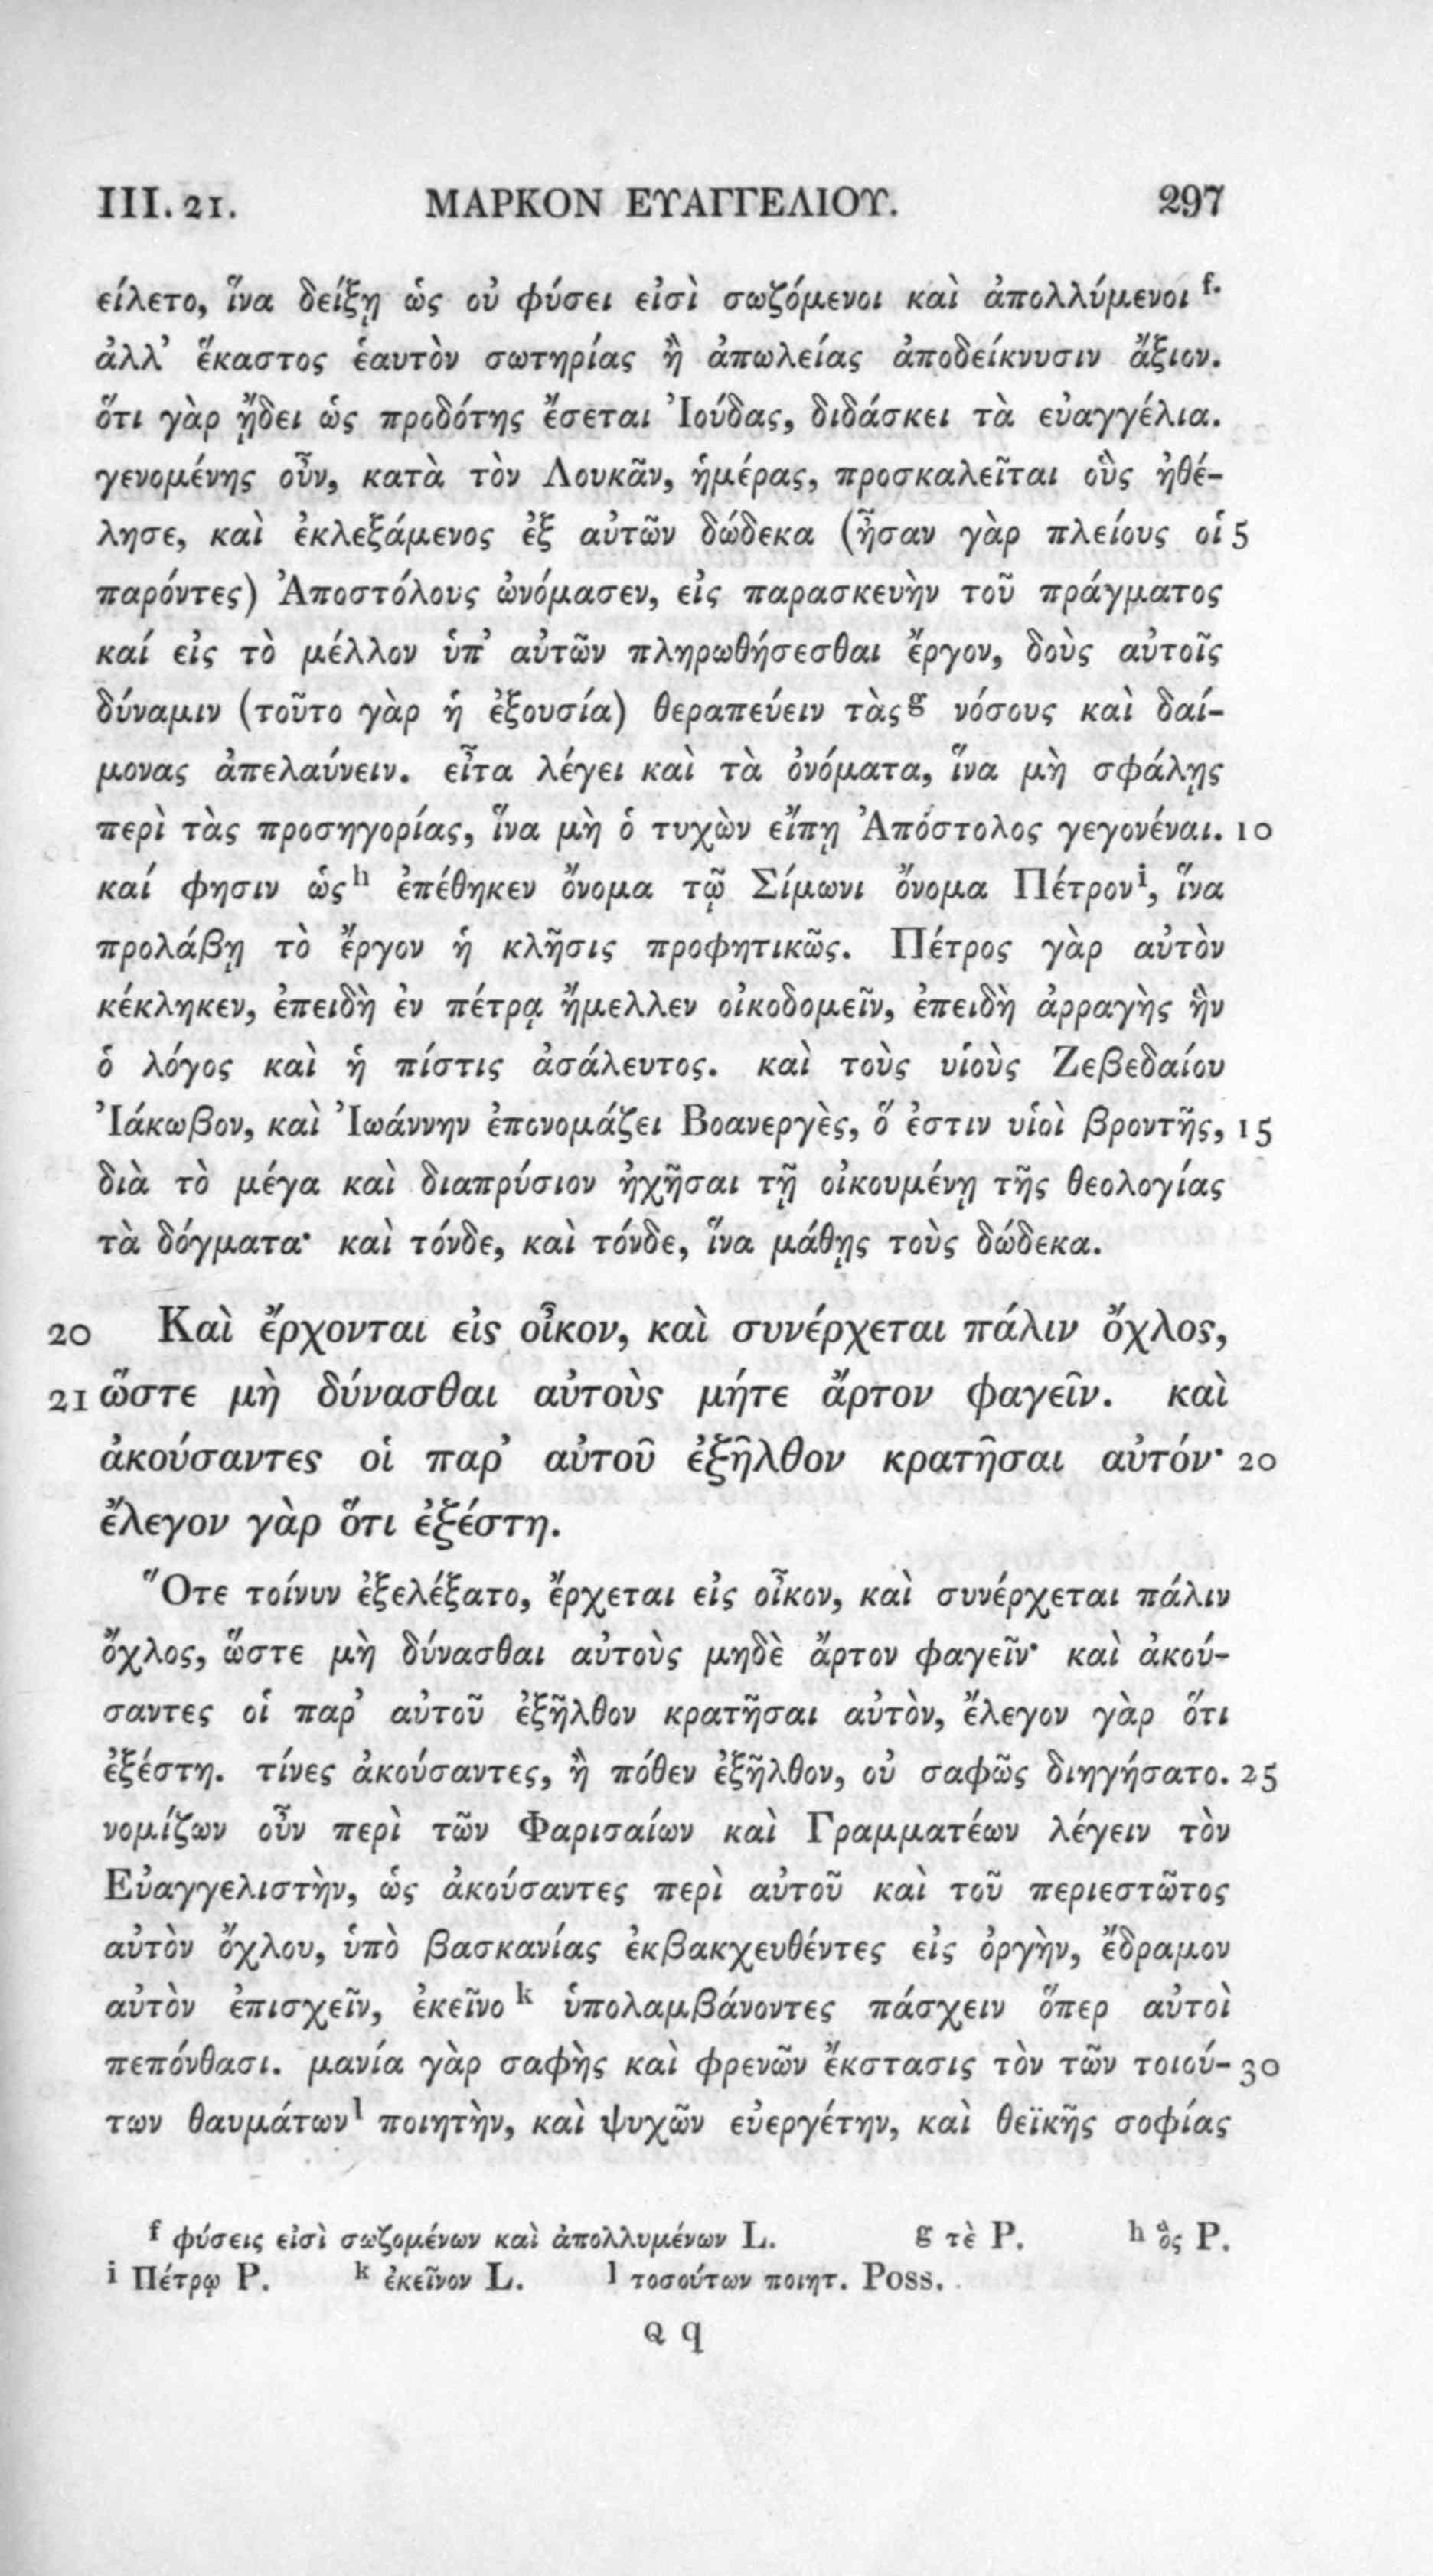 III. 21. ΜΑΡΚΟΝ ΕΥΑΓΓΕΛΙΟΥ. 297
είλετο, ἵνα δείξῃ ὡς οὐ φύσει εἰσὶ σωζόμενοι καὶ ἀπολλύμενοι f·
ἀλλ’ ἕκαστος ἑαυτὸν σωτηρίας ἢ ἀπωλείας ἀποδείκνυσιν ἄξιον.
ὅτι γὰρ ᾔδει ὡς προδότης ἔσεται Ἰούδας, διδάσκει τὰ εὐαγγέλια.
γενομένης οὖν, κατὰ τὸν Λουκᾶν, ἡμέρας, προσκαλεῖται οὓς ἠθέ-
λησε, καὶ ἐκλεξάμενος ἐξ αὐτῶν δώδεκα (ἦσαν γὰρ πλείους οἱ 5
παρόντες) Ἀποστόλους ὠνόμασεν, εἰς παρασκευὴν τοῦ πράγματος
καί εἰς τὸ μέλλον ὑπ’ αὐτῶν πληρωθήσεσθαι ἔργον, δοὺς αὐτοῖς
δύναμιν (τοῦτο γὰρ ἡ ἐξουσία) θεραπεύειν τὰς g νόσους καὶ δαί-
μονας ἀπελαύνειν. εἶτα λέγει καὶ τὰ ὀνόματα, ἵνα μὴ σφάλῃς
περὶ τὰς προσηγορίας, ἵνα μὴ ὁ τυχὼν εἴπῃ Ἀπόστολος γεγονέναι. 10
καί φησιν ὡς h ἐπέθηκεν ὄνομα τῷ Σίμωνι ὄνομα Πέτρον i, ἵνα
προλάβῃ τὸ ἔργον ἡ κλῆσις προφητικῶς. Πέτρος γὰρ αὐτὸν
κέκληκεν, ἐπειδὴ ἐν πέτρᾳ ἤμελλεν οἰκοδομεῖν, ἐπειδὴ ἀρραγὴς ἢν
ὁ λόγος καὶ ἡ πίστις ἀσάλευτος. καὶ τοὺς υἱοὺς Ζεβεδαίου
Ἰάκωβον, καὶ Ἰωάννην ἐπονομάζει Βοανεργὲς, ὅ ἐστιν υἱοὶ βροντῆς, 15
διὰ τὸ μέγα καὶ διαπρύσιον ἠχῆσαι τῇ οἰκουμένῃ τῆς θεολογίας
τὰ δόγματα· καὶ τόνδε, καὶ τόνδε, ἵνα μάθῃς τοὺς δώδεκα.
20 Καὶ ἔρχονται εἰς οἶκον, καὶ συνέρχεται πάλιν ὄχλος,
21 ὥστε μὴ δύνασθαι αὐτοὺς μήτε ἄρτον φαγεῖν. καὶ
ἀκούσαντες οἱ παρ’ αὐτοῦ ἐξῆλθον κρατῆσαι αὐτόν· 20
ἔλεγον γὰρ ὅτι ἐξέστη.
Ὅτε τοίνυν ἐξελέξατο, ἔρχεται εἰς οἶκον, καὶ συνέρχεται πάλιν
ὄχλος, ὥστε μὴ δύνασθαι αὐτοὺς μηδὲ ἄρτον φαγεῖν· καὶ ἀκού-
σαντες οἱ παρ’ αὐτοῦ ἐξῆλθον κρατῆσαι αὐτὸν, ἔλεγον γὰρ ὅτι
ἐξέστη. τίνες ἀκούσαντες, ἢ πόθεν ἐξῆλθον, οὐ σαφῶς διηγήσατο. 25
νομίζων οὖν περὶ τῶν Φαρισαίων καὶ Γραμματέων λέγειν τὸν
Εὐαγγελιστὴν, ὡς ἀκούσαντες περὶ αὐτοῦ καὶ τοῦ περιεστῶτος
αὐτὸν ὄχλου, ὑπὸ βασκανίας ἐκβακχευθέντες εἰς ὀργὴν, ἔδραμον
αὐτὸν ἐπισχεῖν, ἐκεῖνο k ὑπολαμβάνοντες πάσχειν ὅπερ αὐτοὶ
πεπόνθασι. μανία γὰρ σαφὴς καὶ φρενῶν ἔκστασις τὸν τῶν τοιού- 30
των θαυμάτων l ποιητὴν, καὶ ψυχῶν εὐεργέτην, καὶ θεϊκῆς σοφίας
f φύσεις εἰσὶ σωζομένων καὶ ἀπολλυμένων L. g τὲ P. h ὃς P.
i Πέτρῳ P. k ἐκεῖνον L. l τοσούτων ποιητ. Poss.
Q q